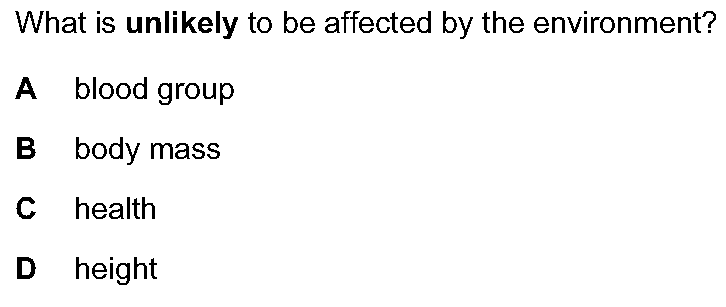 What is unlikely to be affected by the environment?
A blood group
B body mass
C health
D height